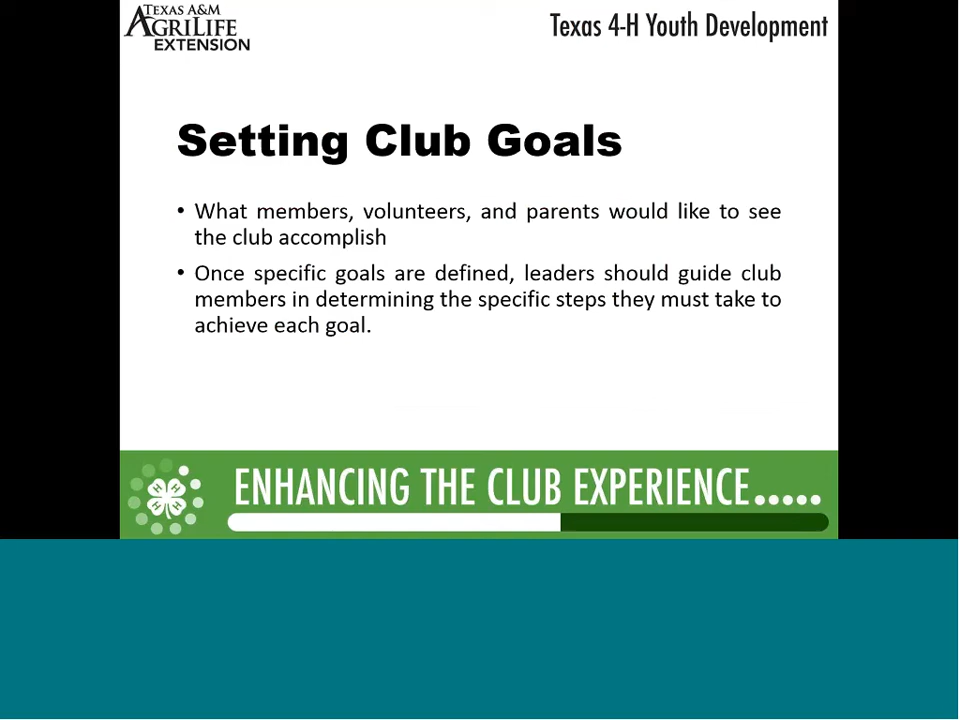 TEXAS A&M
AGRILIFE
EXTENSION
Texas 4-H Youth Development
Setting Club Goals
• What members, volunteers, and parents would like to see
the club accomplish
• Once specific goals are defined, leaders should guide club
members in determining the specific steps they must take to
achieve each goal.
H H
H H
ENHANCING THE CLUB EXPERIENCE.....